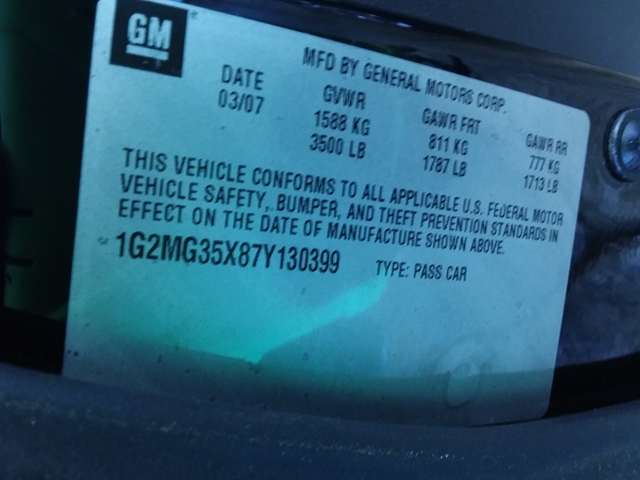 GM
MFD BY GENERAL MOTORS CORP.
DATE GVWR GAWR FRT GAWR RR
03/07 1588 KG 811 KG 777 KG
3500 LB 1787 LB 1713 LB
THIS VEHICLE CONFORMS TO ALL APPLICABLE U.S. FEDERAL MOTOR
VEHICLE SAFETY, BUMPER, AND THEFT PREVENTION STANDARDS IN
EFFECT ON THE DATE OF MANUFACTURE SHOWN ABOVE.
1G2MG35X87Y130399 TYPE: PASS CAR